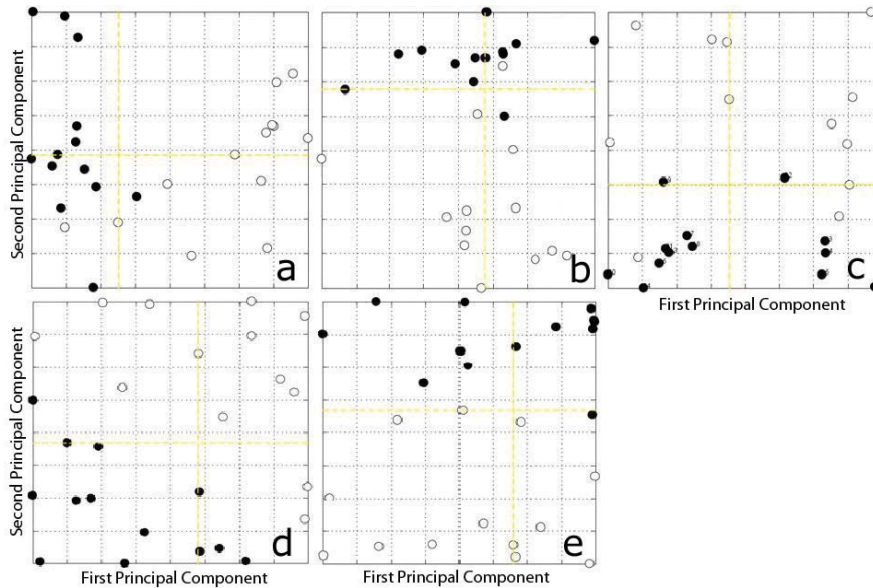 Second Principal Component
a
b
c
First Principal Component
Second Principal Component
d
e
First Principal Component
First Principal Component